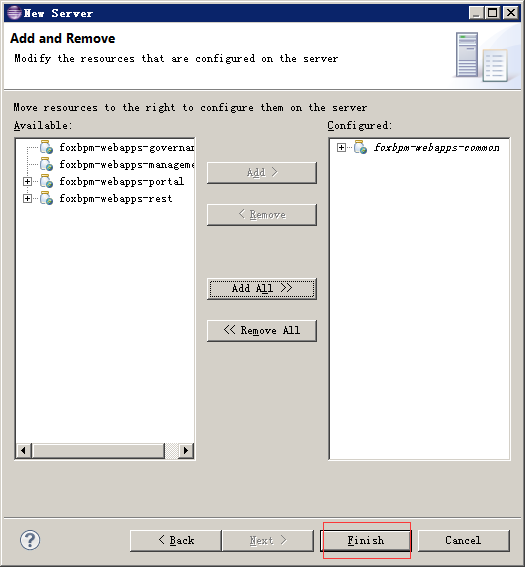 New Server
Add and Remove
Modify the resources that are configured on the server
Move resources to the right to configure them on the server
Available:
foxbpm-webapps-governan
foxbpm-webapps-manageme
foxbpm-webapps-portal
foxbpm-webapps-rest
Add >
< Remove
Add All >>
<< Remove All
Configured:
foxbpm-webapps-common
?
< Back
Next >
Finish
Cancel